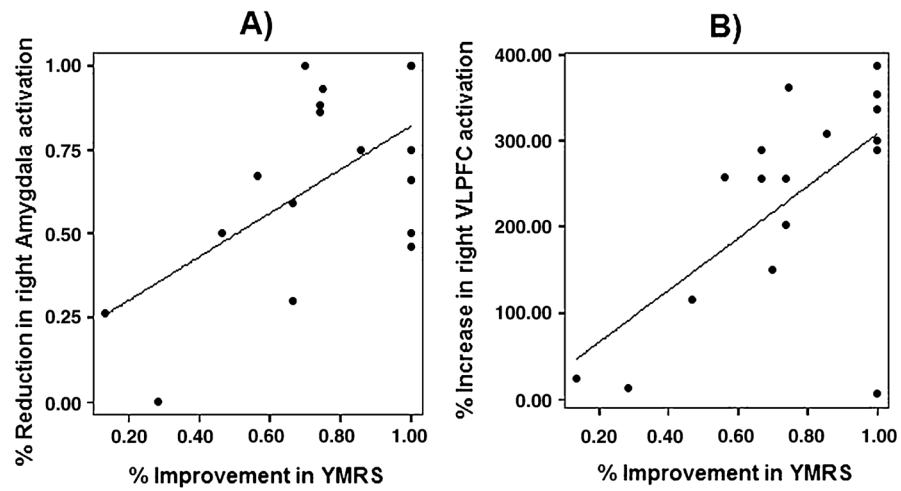 A)
% Reduction in right Amygdala activation
1.00
0.75
0.50
0.25
0.00
0.20 0.40 0.60 0.80 1.00
% Improvement in YMRS
B)
% Increase in right VLPFC activation
400.00
300.00
200.00
100.00
0.00
0.20 0.40 0.60 0.80 1.00
% Improvement in YMRS